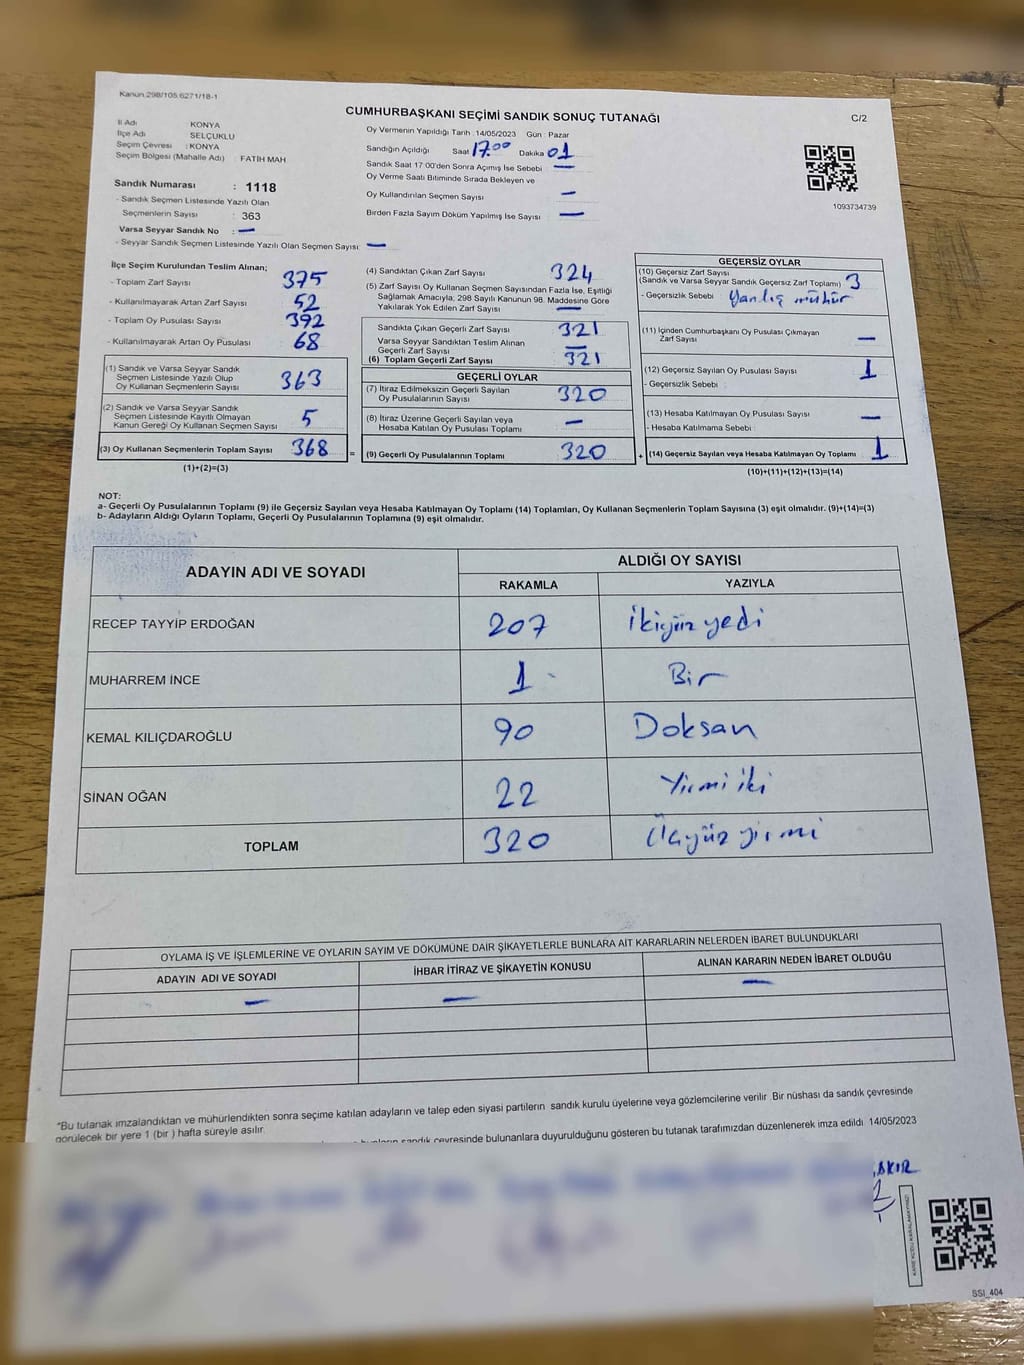 Kanun 298/105.6271/18-1
CUMHURBAŞKANI SEÇİMİ SANDIK SONUÇ TUTANAĞI
C/2
İl Adı KONYA
İlçe Adı SELÇUKLU
Seçim Çevresi : KONYA
Seçim Bölgesi (Mahalle Adı) : FATİH MAH
Sandık Numarası : 1118
- Sandık Seçmen Listesinde Yazılı Olan
Seçmenlerin Sayısı : 363
Varsa Seyyar Sandık No : —
- Seyyar Sandık Seçmen Listesinde Yazılı Olan Seçmen Sayısı: —
Oy Vermenin Yapıldığı Tarih : 14/05/2023 Gün : Pazar
Sandığın Açıldığı Saat 17.00 Dakika 01
Sandık Saat 17 00'den Sonra Açımış İse Sebebi —
Oy Verme Saati Bitiminde Sırada Bekleyen ve
Oy Kullandırılan Seçmen Sayısı —
Birden Fazla Sayım Döküm Yapılmış İse Sayısı —
1093734739
İlçe Seçim Kurulundan Teslim Alınan;
- Toplam Zarf Sayısı 375
- Kullanılmayarak Artan Zarf Sayısı 52
- Toplam Oy Pusulası Sayısı 392
- Kullanılmayarak Artan Oy Pusulası 68
(1) Sandık ve Varsa Seyyar Sandık
Seçmen Listesinde Yazılı Olup
Oy Kullanan Seçmenlerin Sayısı 363
(2) Sandık ve Varsa Seyyar Sandık
Seçmen Listesinde Kayıtlı Olmayan
Kanun Gereği Oy Kullanan Seçmen Sayısı 5
(3) Oy Kullanan Seçmenlerin Toplam Sayısı 368 =
(1)+(2)=(3)
(4) Sandıktan Çıkan Zarf Sayısı 324
(5) Zarf Sayısı Oy Kullanan Seçmen Sayısından Fazla İse, Eşitliği
Sağlamak Amacıyla; 298 Sayılı Kanunun 98. Maddesine Göre
Yakılarak Yok Edilen Zarf Sayısı —
Sandıkta Çıkan Geçerli Zarf Sayısı 321
Varsa Seyyar Sandıktan Teslim Alınan
Geçerli Zarf Sayısı —
(6) Toplam Geçerli Zarf Sayısı 321
GEÇERLİ OYLAR
(7) İtiraz Edilmeksizin Geçerli Sayılan
Oy Pusulalarının Sayısı 320
(8) İtiraz Üzerine Geçerli Sayılan veya
Hesaba Katılan Oy Pusulası Toplamı —
(9) Geçerli Oy Pusulalarının Toplamı 320 +
GEÇERSİZ OYLAR
(10) Geçersiz Zarf Sayısı
(Sandık ve Varsa Seyyar Sandık Geçersiz Zarf Toplamı) 3
- Geçersizlik Sebebi Yanlış mühür
(11) İçinden Cumhurbaşkanı Oy Pusulası Çıkmayan
Zarf Sayısı —
(12) Geçersiz Sayılan Oy Pusulası Sayısı 1
- Geçersizlik Sebebi
(13) Hesaba Katılmayan Oy Pusulası Sayısı —
- Hesaba Katılmama Sebebi
(14) Geçersiz Sayılan veya Hesaba Katılmayan Oy Toplamı 1
(10)+(11)+(12)+(13)=(14)
NOT:
a- Geçerli Oy Pusulalarının Toplamı (9) ile Geçersiz Sayılan veya Hesaba Katılmayan Oy Toplamı (14) Toplamları, Oy Kullanan Seçmenlerin Toplam Sayısına (3) eşit olmalıdır. (9)+(14)=(3)
b- Adayların Aldığı Oyların Toplamı, Geçerli Oy Pusulalarının Toplamına (9) eşit olmalıdır.
ADAYIN ADI VE SOYADI ALDIĞI OY SAYISI
RAKAMLA YAZIYLA
RECEP TAYYİP ERDOĞAN 207 İkiyüz yedi
MUHARREM İNCE 1 Bir
KEMAL KILIÇDAROĞLU 90 Doksan
SİNAN OĞAN 22 Yirmi iki
TOPLAM 320 Üçyüz yirmi
OYLAMA İŞ VE İŞLEMLERİNE VE OYLARIN SAYIM VE DÖKÜMÜNE DAİR ŞİKAYETLERLE BUNLARA AİT KARARLARIN NELERDEN İBARET BULUNDUKLARI
ADAYIN ADI VE SOYADI İHBAR İTİRAZ VE ŞİKAYETİN KONUSU ALINAN KARARIN NEDEN İBARET OLDUĞU
— — —
*Bu tutanak imzalandıktan ve mühürlendikten sonra seçime katılan adayların ve talep eden siyasi partilerin sandık kurulu üyelerine veya gözlemcilerine verilir .Bir nüshası da sandık çevresinde
görülecek bir yere 1 (bir ) hafta süreyle asılır.
sandık çevresinde bulunanlara duyurulduğunu gösteren bu tutanak tarafımızdan düzenlenerek imza edildi. 14/05/2023
KARE KODU KARALAMAYINIZ!
SSI_404